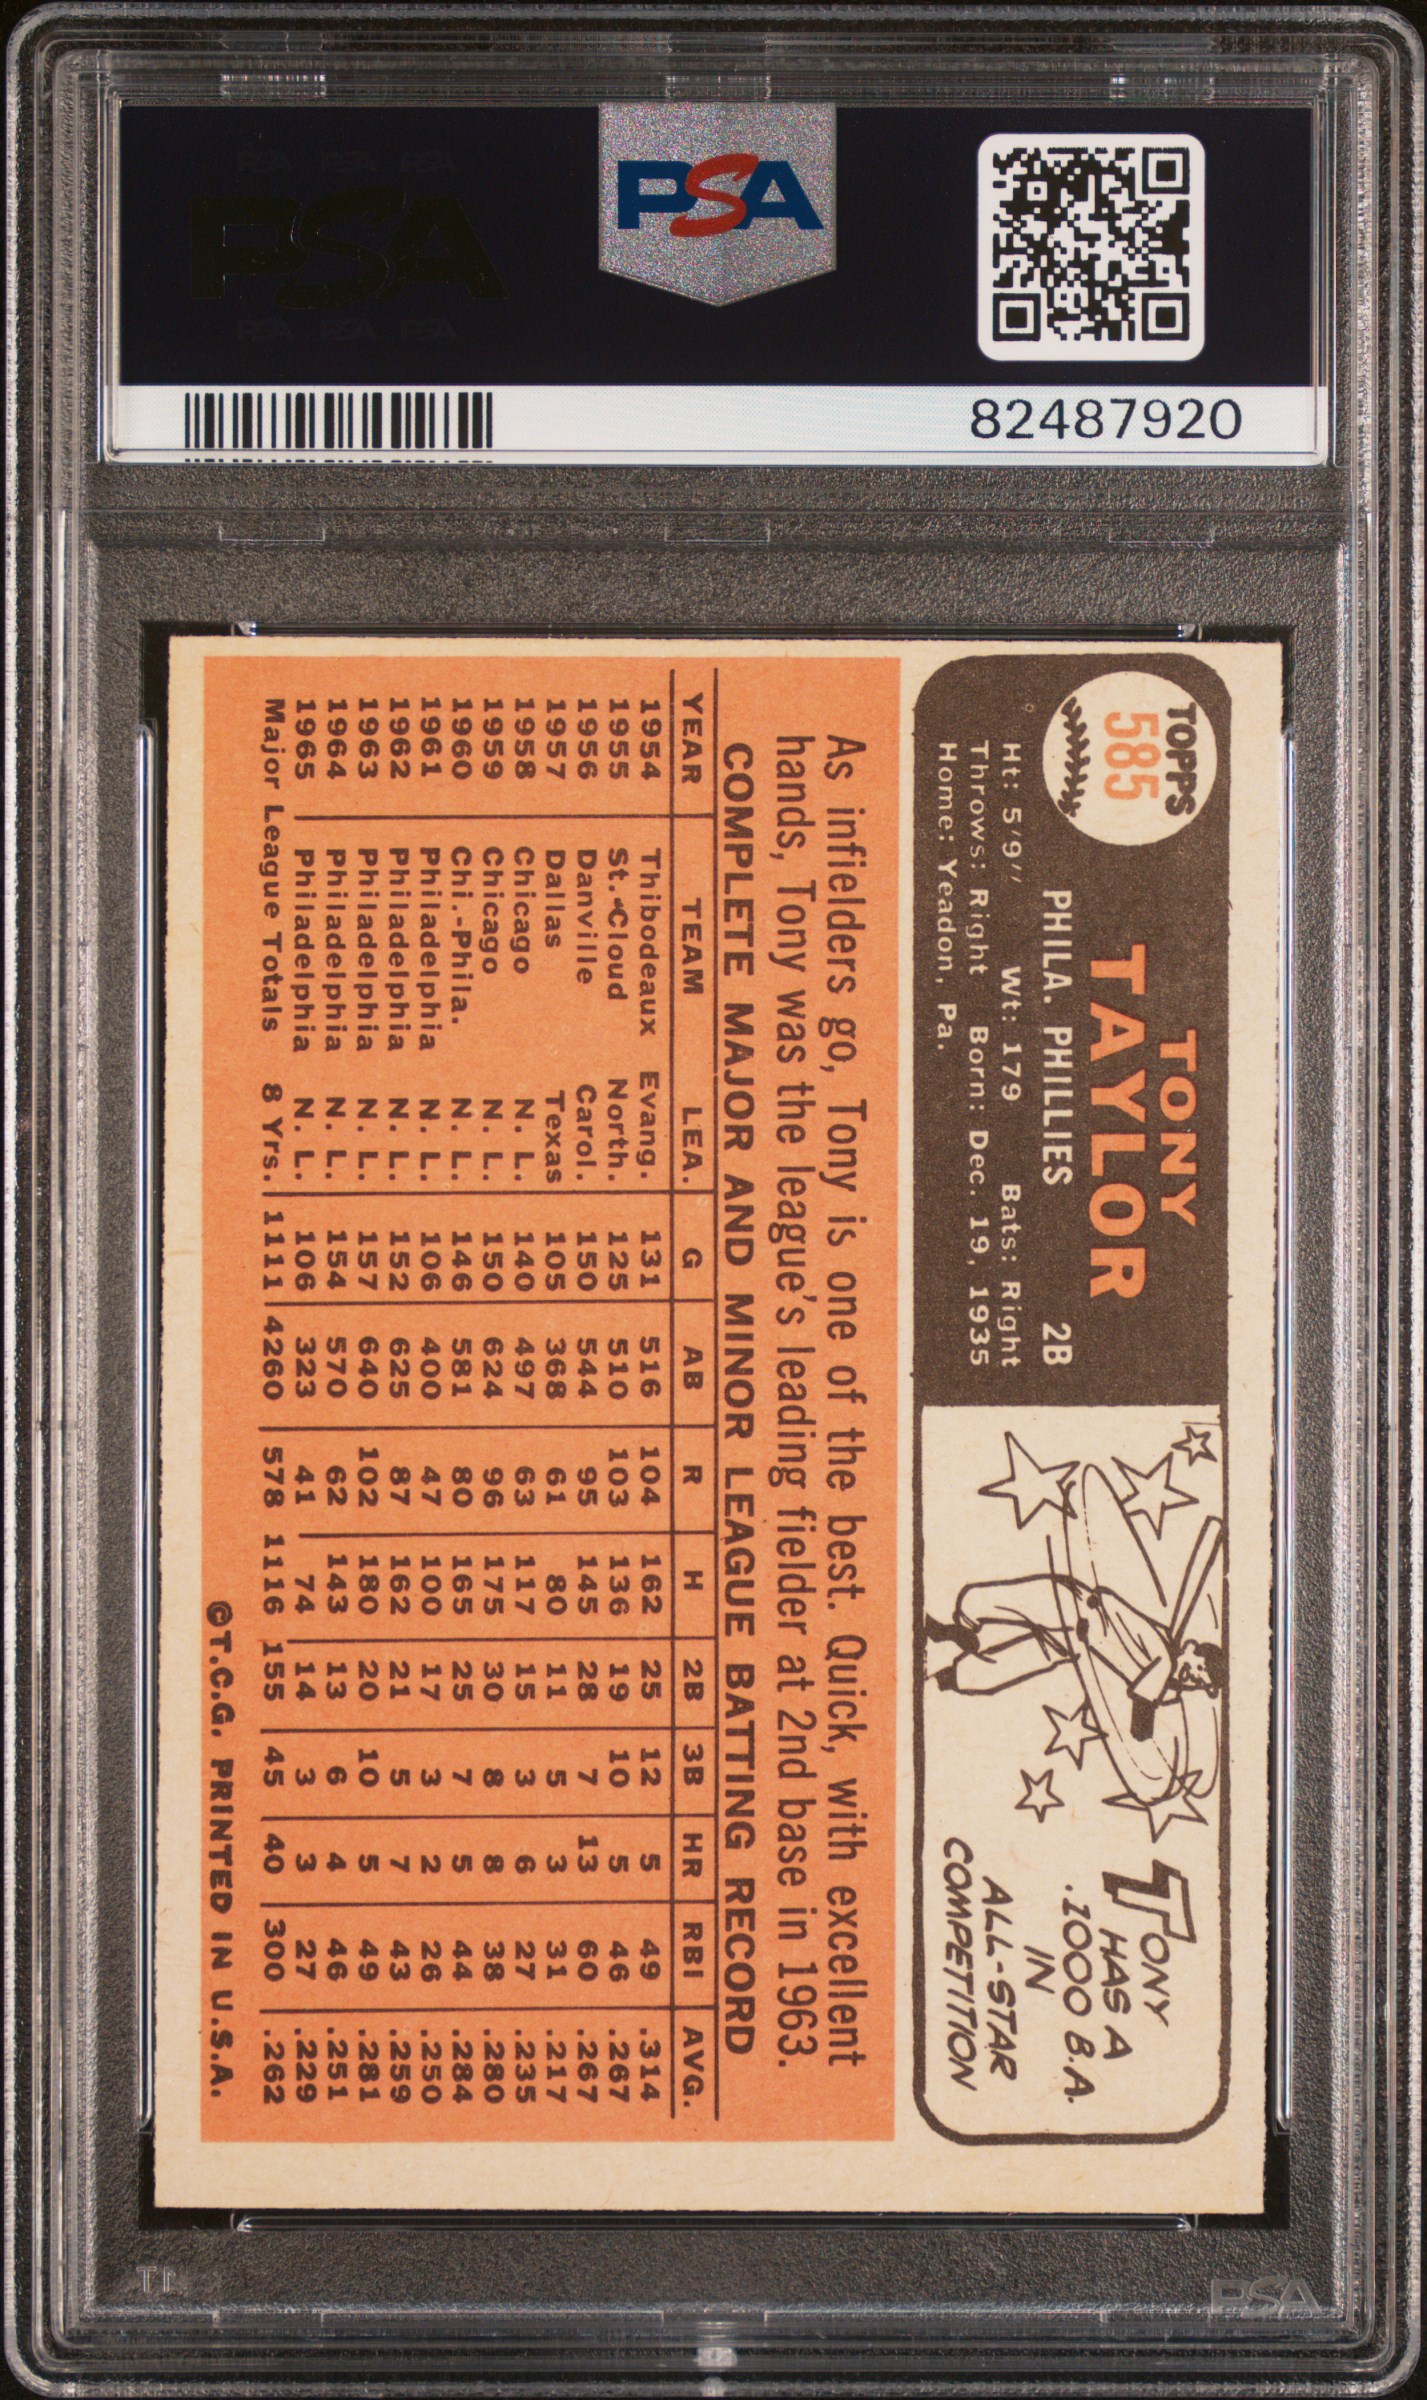 PSA PSA PSA
PSA
PSA PSA PSA
PSA
82487920
TOPPS
585
TONY
TAYLOR
PHILA. PHILLIES 2B
Ht: 5'9" Wt: 179 Bats: Right
Throws: Right Born: Dec. 19, 1935
Home: Yeadon, Pa.
TONY
HAS A
.1000 B.A.
IN
ALL-STAR
COMPETITION
As infielders go, Tony is one of the best. Quick, with excellent
hands, Tony was the league's leading fielder at 2nd base in 1963.
COMPLETE MAJOR AND MINOR LEAGUE BATTING RECORD
YEAR TEAM LEA. G AB R H 2B 3B HR RBI AVG.
1954 Thibodeaux Evang. 131 516 104 162 25 12 5 49 .314
1955 St.-Cloud North. 125 510 103 136 19 10 5 46 .267
1956 Danville Carol. 150 544 95 145 28 7 13 60 .267
1957 Dallas Texas 105 368 61 80 11 5 3 31 .217
1958 Chicago N. L. 140 497 63 117 15 3 6 27 .235
1959 Chicago N. L. 150 624 96 175 30 8 8 38 .280
1960 Chi.-Phila. N. L. 146 581 80 165 25 7 5 44 .284
1961 Philadelphia N. L. 106 400 47 100 17 3 2 26 .250
1962 Philadelphia N. L. 152 625 87 162 21 5 7 43 .259
1963 Philadelphia N. L. 157 640 102 180 20 10 5 49 .281
1964 Philadelphia N. L. 154 570 62 143 13 6 4 46 .251
1965 Philadelphia N. L. 106 323 41 74 14 3 3 27 .229
Major League Totals 8 Yrs. 1111 4260 578 1116 155 45 40 300 .262
©T.C.G. PRINTED IN U.S.A.
PSA